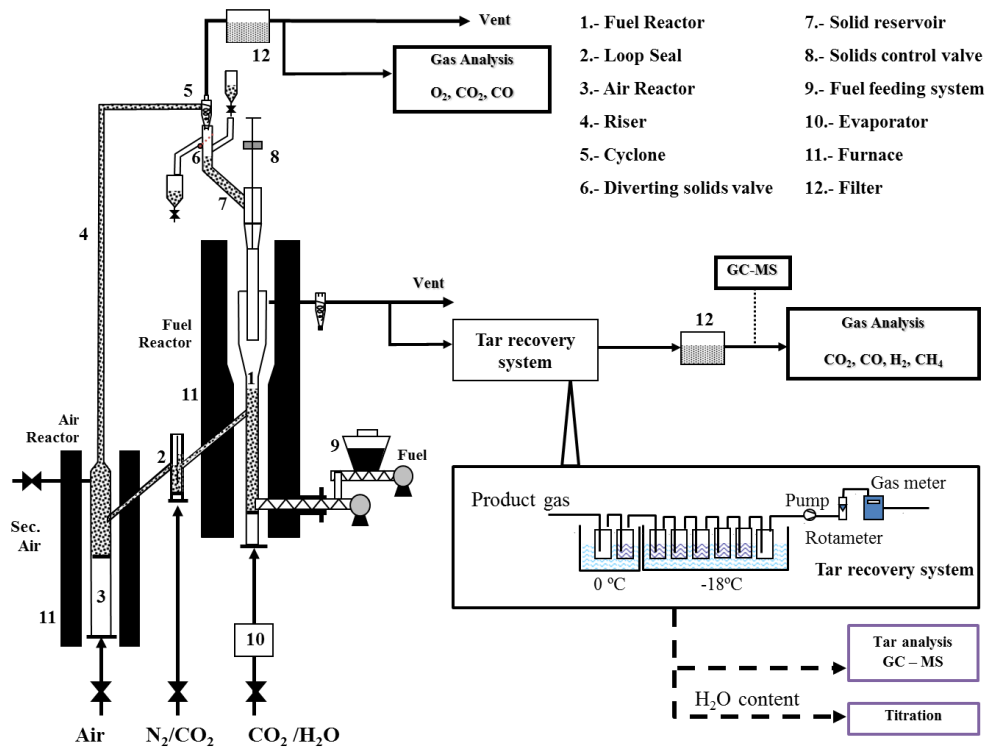 Vent
12
Gas Analysis
O₂, CO₂, CO
1.- Fuel Reactor
2.- Loop Seal
3.- Air Reactor
4.- Riser
5.- Cyclone
6.- Diverting solids valve
7.- Solid reservoir
8.- Solids control valve
9.- Fuel feeding system
10.- Evaporator
11.- Furnace
12.- Filter
5
6
8
7
4
Vent
GC-MS
Fuel
Reactor
Tar recovery
system
12
Gas Analysis
CO₂, CO, H₂, CH₄
1
11
Air
Reactor
2
9
Fuel
Sec.
Air
Product gas
Pump
Gas meter
Rotameter
0 ºC
-18ºC
Tar recovery system
3
11
10
Tar analysis
GC – MS
H₂O content
Titration
Air
N₂/CO₂
CO₂ /H₂O